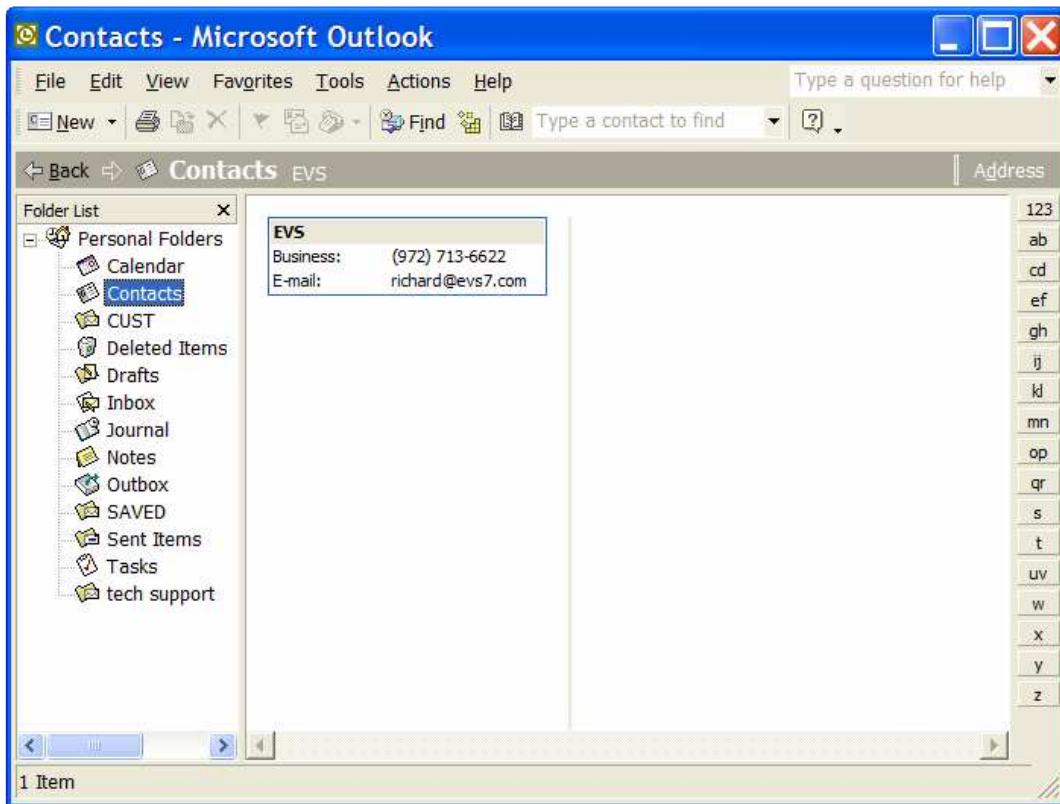 Contacts - Microsoft Outlook
File Edit View Favorites Tools Actions Help Type a question for help
New Find Type a contact to find
Back Contacts EVS Address
Folder List
Personal Folders
Calendar
Contacts
CUST
Deleted Items
Drafts
Inbox
Journal
Notes
Outbox
SAVED
Sent Items
Tasks
tech support
EVS
Business: (972) 713-6622
E-mail: richard@evs7.com
123
ab
cd
ef
gh
ij
kl
mn
op
qr
s
t
uv
w
x
y
z
1 Item